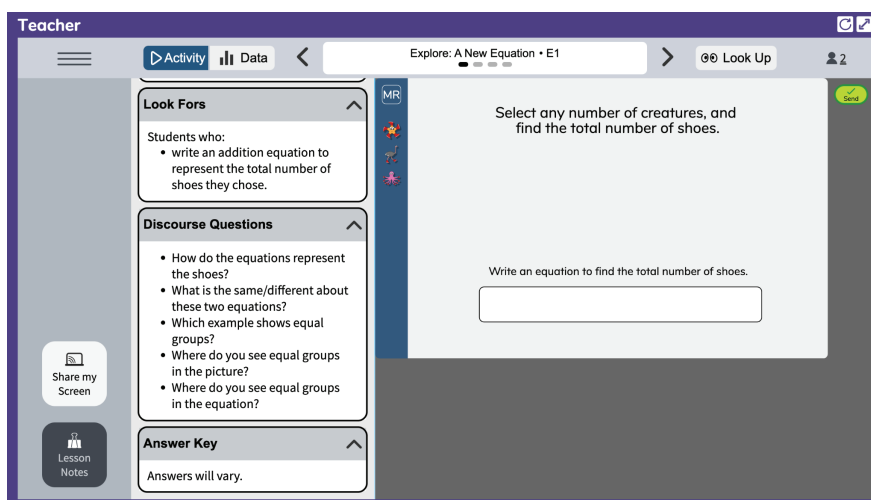 Teacher
Activity
Data
Explore: A New Equation • E1
Look Up
2
Look Fors
Students who:
• write an addition equation to
represent the total number of
shoes they chose.
Discourse Questions
• How do the equations represent
the shoes?
• What is the same/different about
these two equations?
• Which example shows equal
groups?
• Where do you see equal groups
in the picture?
• Where do you see equal groups
in the equation?
Answer Key
Answers will vary.
Share my
Screen
Lesson
Notes
MR
Select any number of creatures, and
find the total number of shoes.
Write an equation to find the total number of shoes.
Send